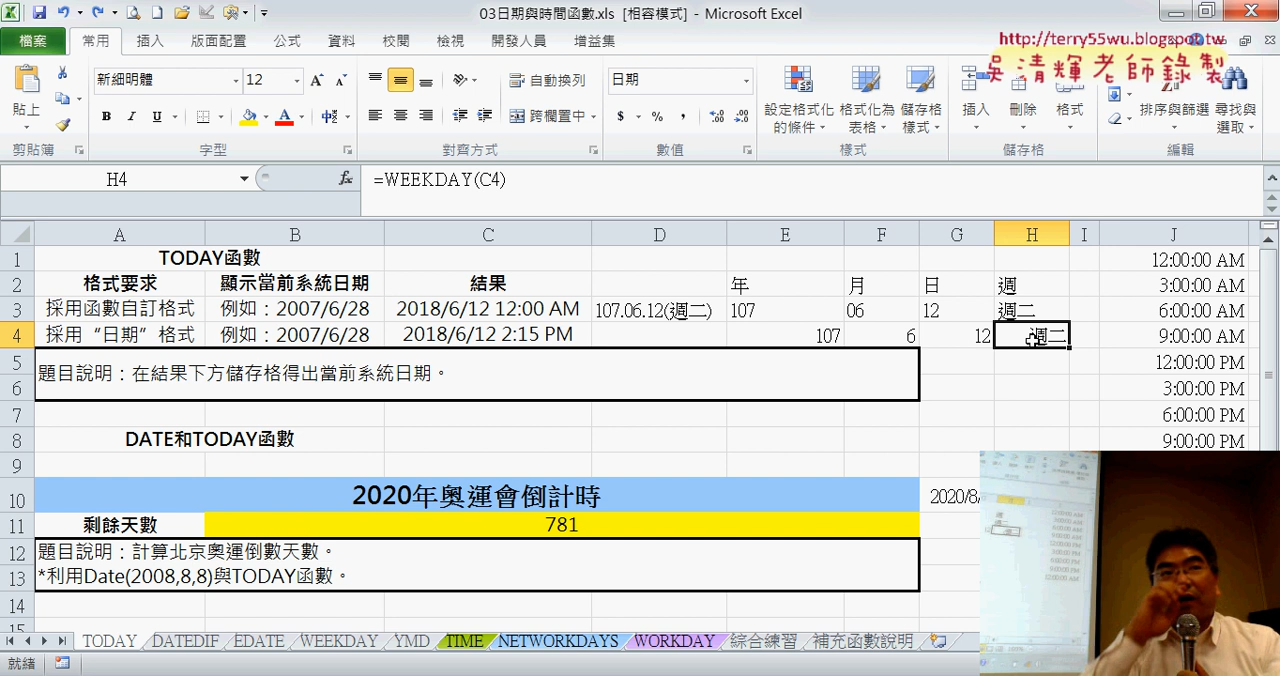 03日期與時間函數.xls [相容模式] - Microsoft Excel
檔案 常用 插入 版面配置 公式 資料 校閱 檢視 開發人員 增益集
http://terry55wu.blogspot.tw
吳清輝老師錄製
貼上 新細明體 12 自動換列 日期 設定格式化的條件 格式化為表格 儲存格樣式 插入 刪除 格式 排序與篩選 尋找與選取
B I U 中 跨欄置中 $ % ,
剪貼簿 字型 對齊方式 數值 樣式 儲存格 編輯
H4 fx =WEEKDAY(C4)
A B C D E F G H I J
1 TODAY函數 12:00:00 AM
2 格式要求 顯示當前系統日期 結果 年 月 日 週 3:00:00 AM
3 採用函數自訂格式 例如：2007/6/28 2018/6/12 12:00 AM 107.06.12(週二) 107 06 12 週二 6:00:00 AM
4 採用“日期”格式 例如：2007/6/28 2018/6/12 2:15 PM 107 6 12 週二 9:00:00 AM
5 12:00:00 PM
題目說明：在結果下方儲存格得出當前系統日期。
6 3:00:00 PM
7 6:00:00 PM
8 DATE和TODAY函數 9:00:00 PM
9
10 2020年奧運會倒計時 2020/8/
11 剩餘天數 781
12 題目說明：計算北京奧運倒數天數。
13 *利用Date(2008,8,8)與TODAY函數。
14
15
TODAY DATEDIF EDATE WEEKDAY YMD TIME NETWORKDAYS WORKDAY 綜合練習 補充函數說明
就緒